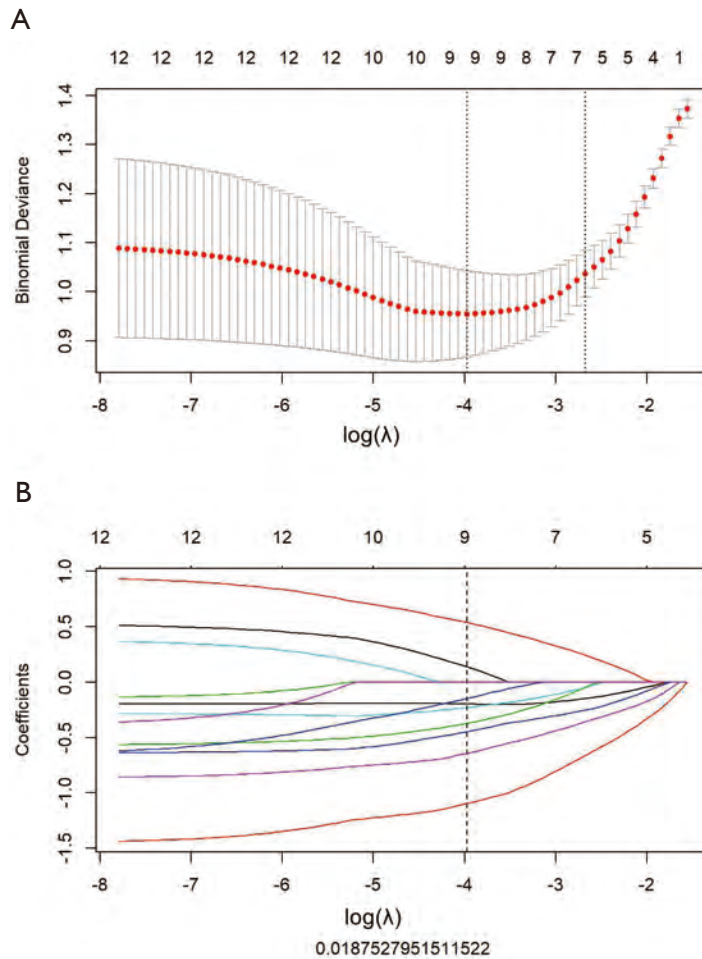 A
12 12 12 12 12 12 10 10 9 9 9 8 7 7 5 5 4 1
1.4
1.3
1.2
1.1
1.0
0.9
Binomial Deviance
-8 -7 -6 -5 -4 -3 -2
log(λ)
B
12 12 12 10 9 7 5
1.0
0.5
0.0
-0.5
-1.0
-1.5
Coefficients
-8 -7 -6 -5 -4 -3 -2
log(λ)
0.0187527951511522